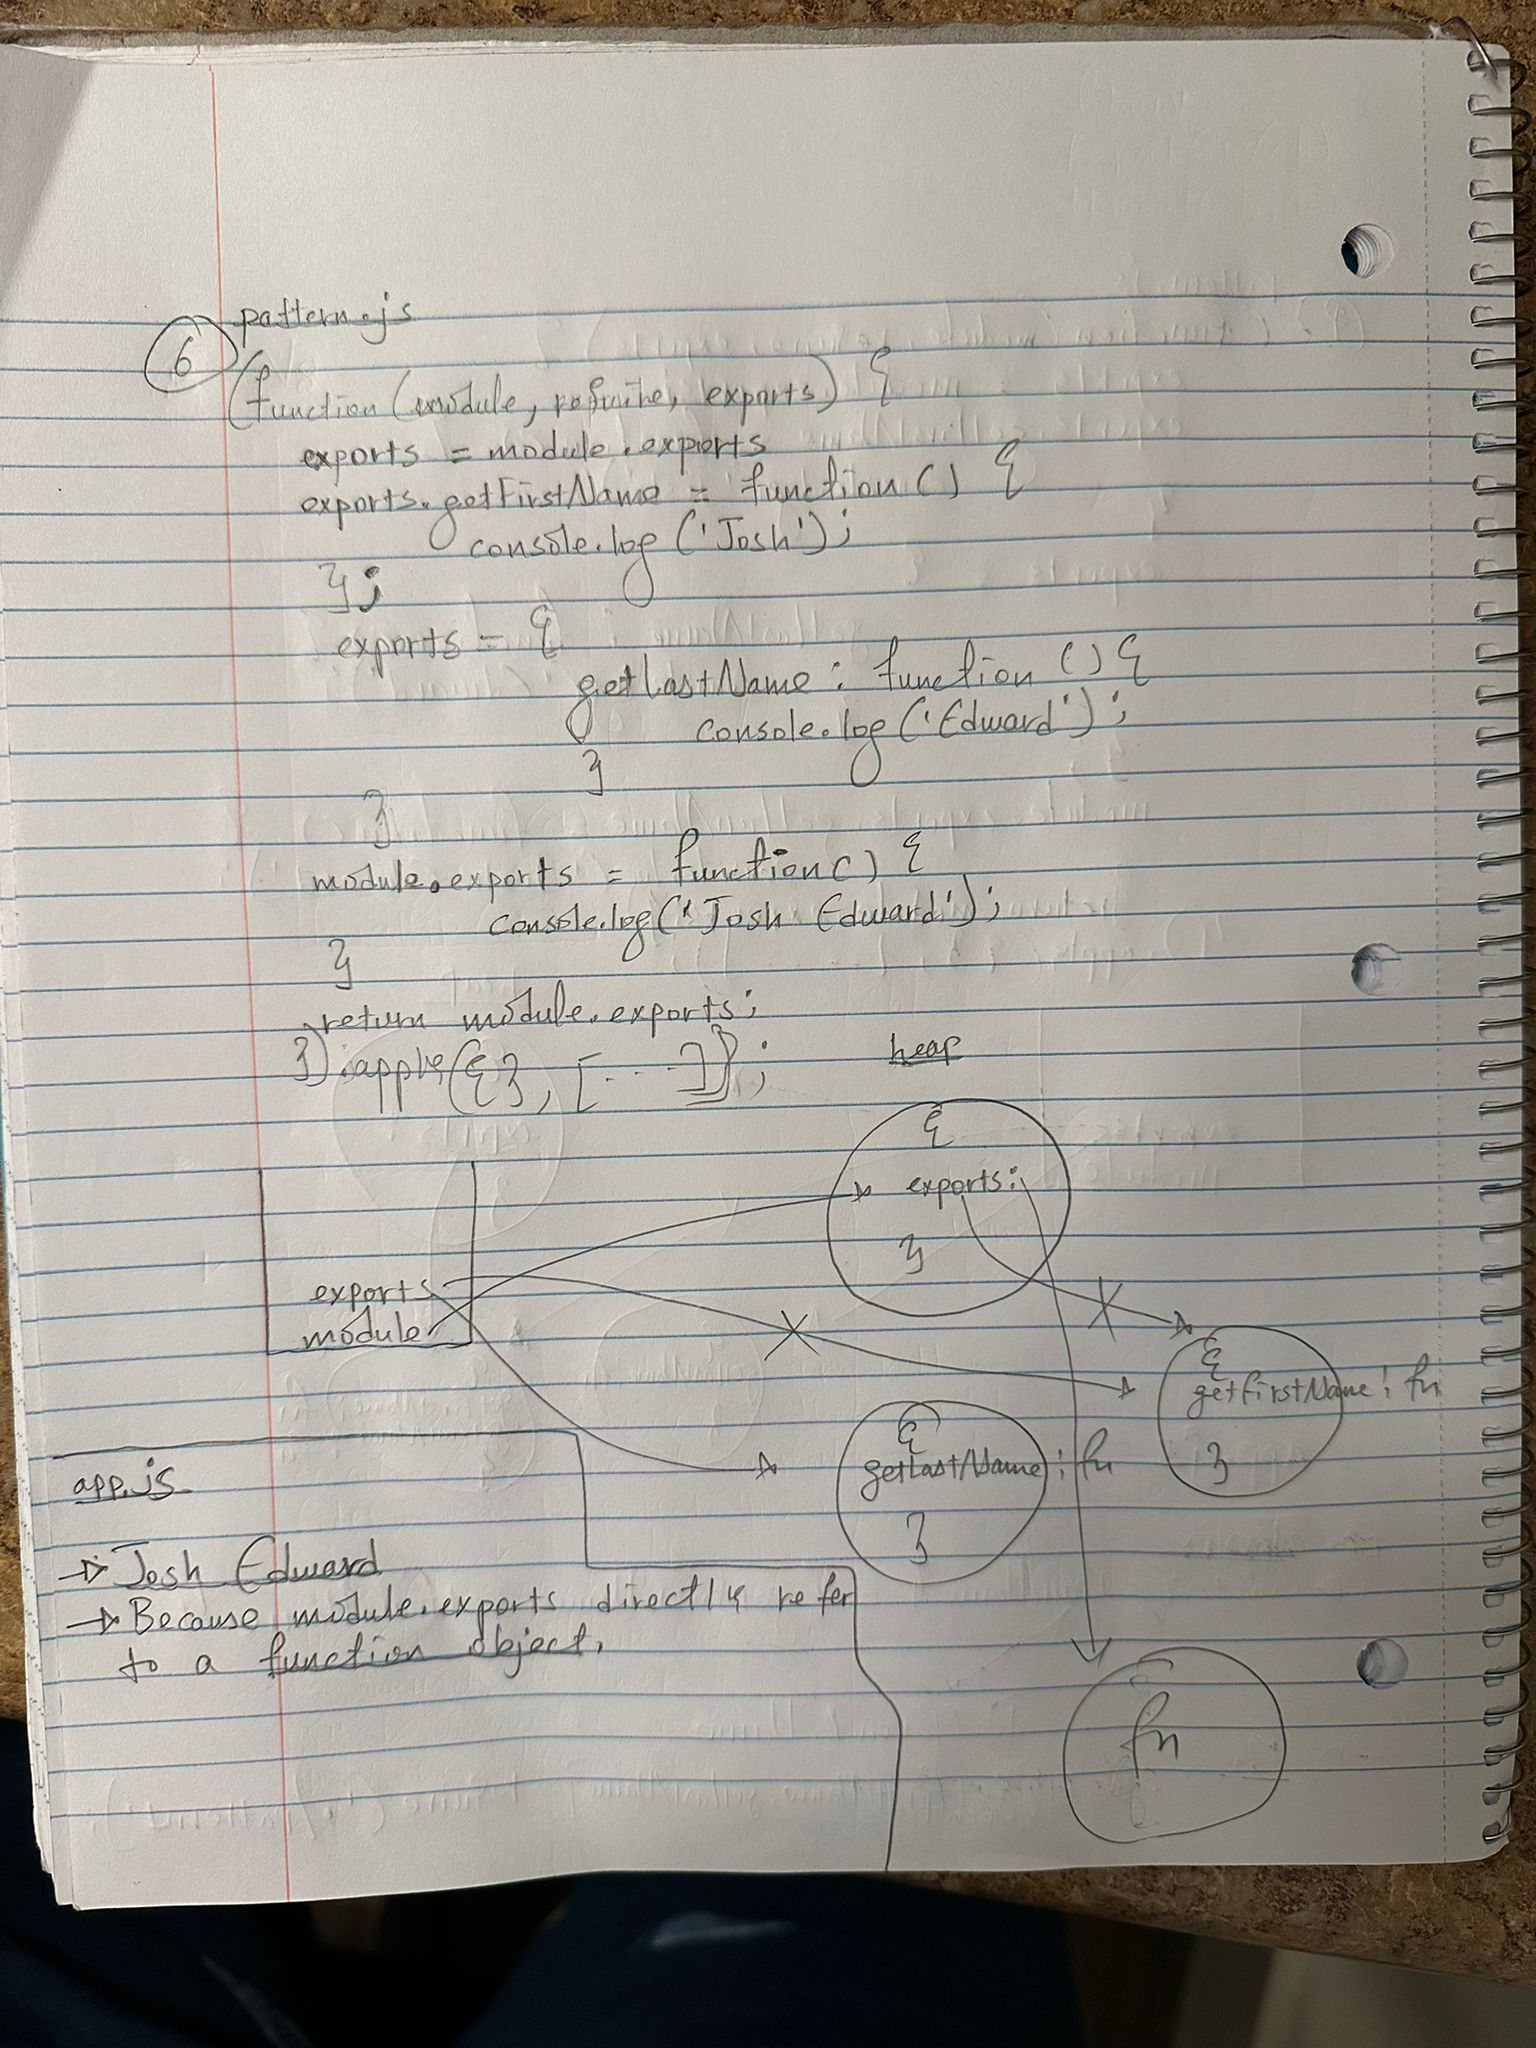 pattern.js
6
(function(module, require, exports) {
exports = module.exports
exports.getFirstName = function() {
console.log('Josh');
};
exports = {
getLastName : function () {
console.log('Edward');
}
}
module.exports = function() {
console.log('Josh Edward');
}
return module.exports;
}).apply({}, [...]);
heap
{
exports:
}
exports
module
{
getFirstName : fn
}
{
getLastName : fn
}
app.js
→ Josh Edward
→ Because module.exports directly refer
to a function object.
fn